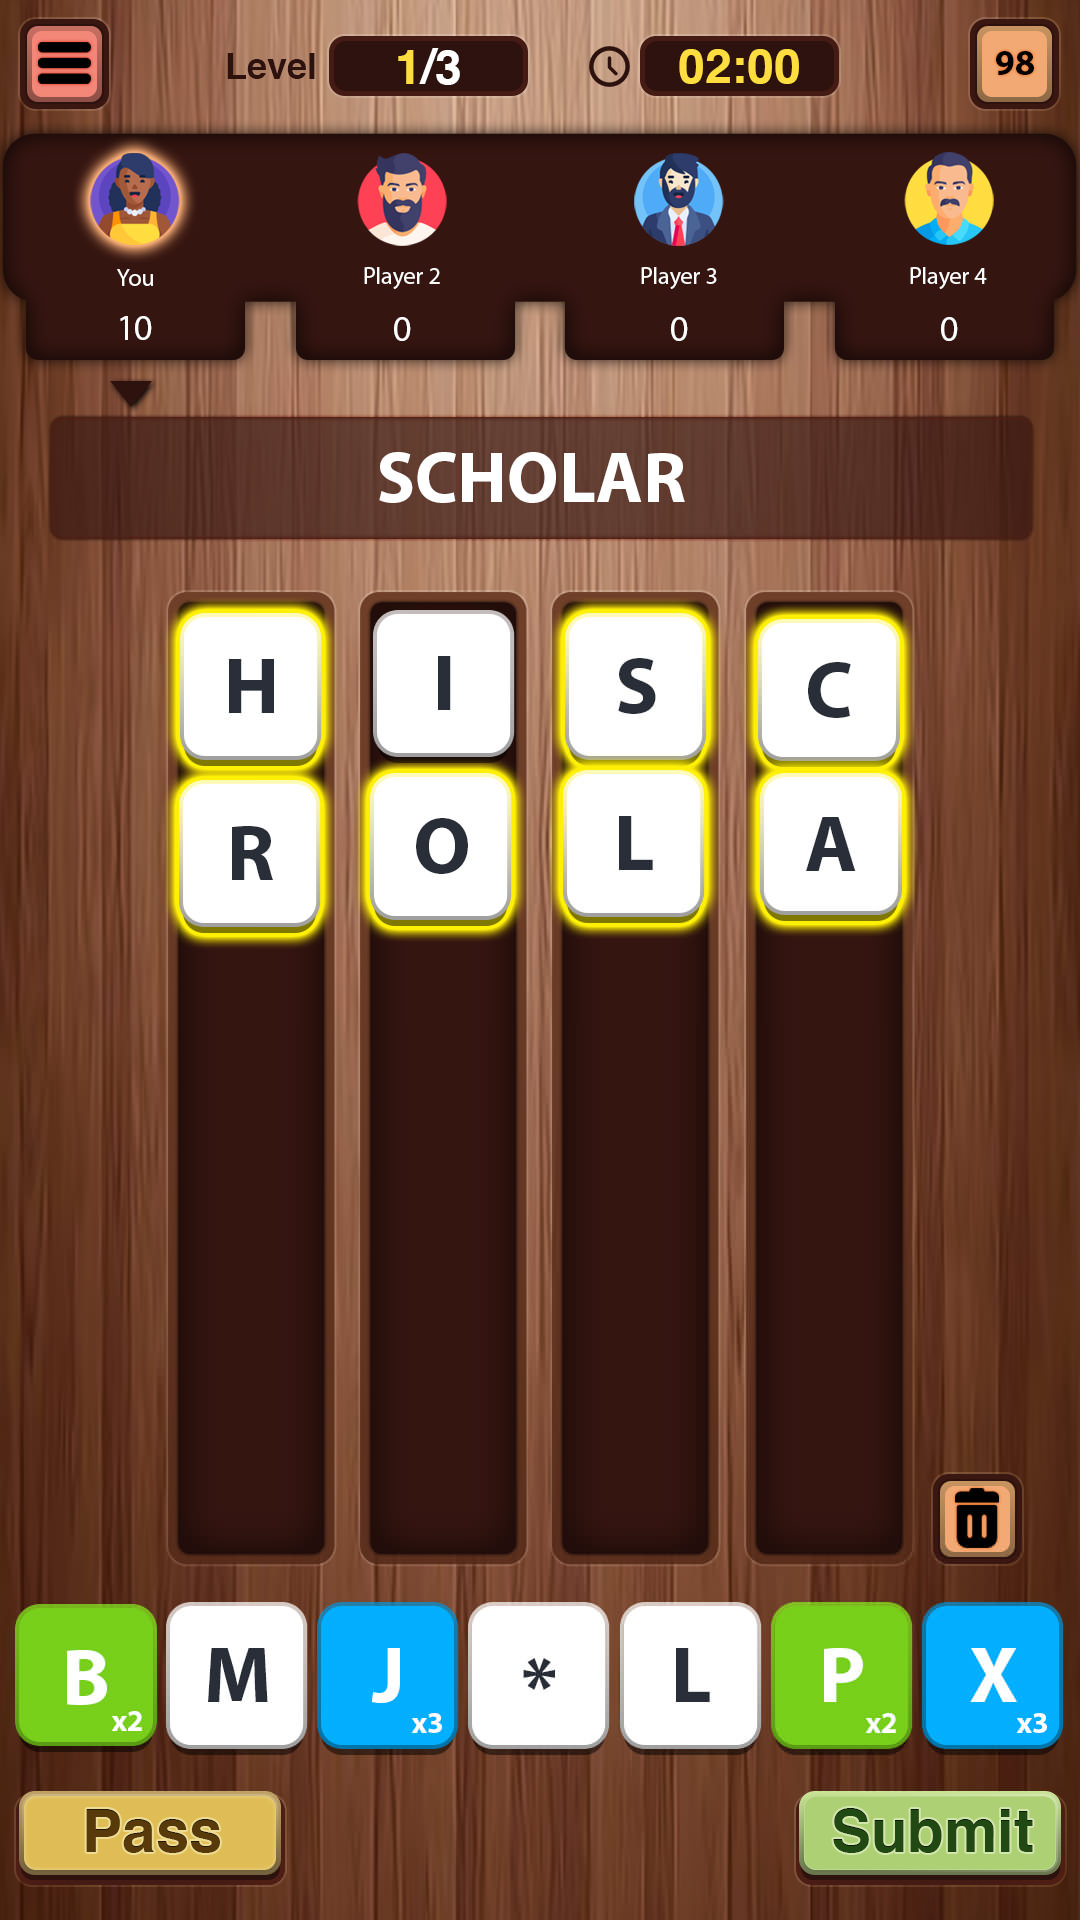 Level 1/3 02:00 98
You Player 2 Player 3 Player 4
10 0 0 0
SCHOLAR
H I S C
R O L A
B x2 M J x3 * L P x2 X x3
Pass Submit